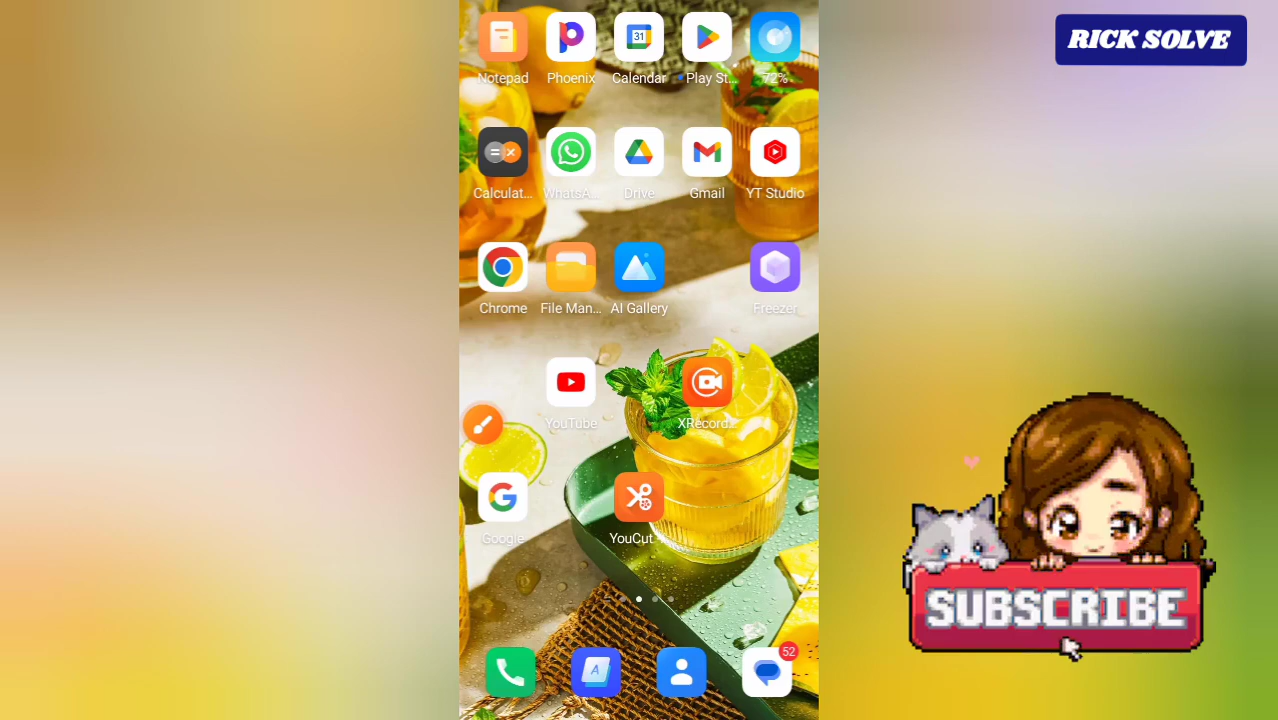 RICK SOLVE
Notepad
Phoenix
Calendar
Play St...
72%
31
Calculat...
WhatsA...
Drive
Gmail
YT Studio
Chrome
File Man...
AI Gallery
Freezer
YouTube
XRecord...
Google
YouCut -...
A
52
SUBSCRIBE